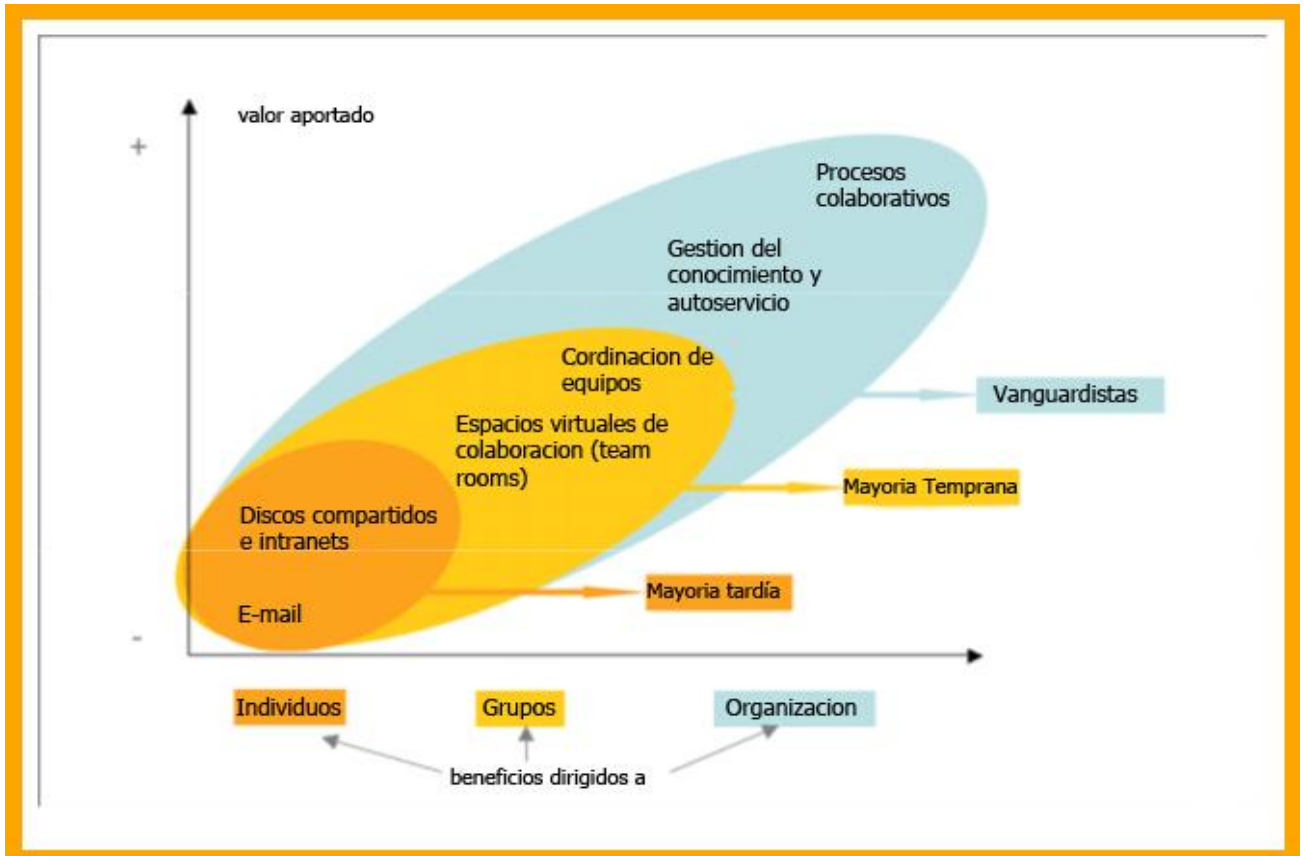 valor aportado
+
Procesos
colaborativos
Gestion del
conocimiento y
autoservicio
Cordinacion de
equipos
Vanguardistas
Espacios virtuales de
colaboracion (team
rooms)
Mayoria Temprana
Discos compartidos
e intranets
Mayoria tardía
E-mail
-
Individuos
Grupos
Organizacion
beneficios dirigidos a